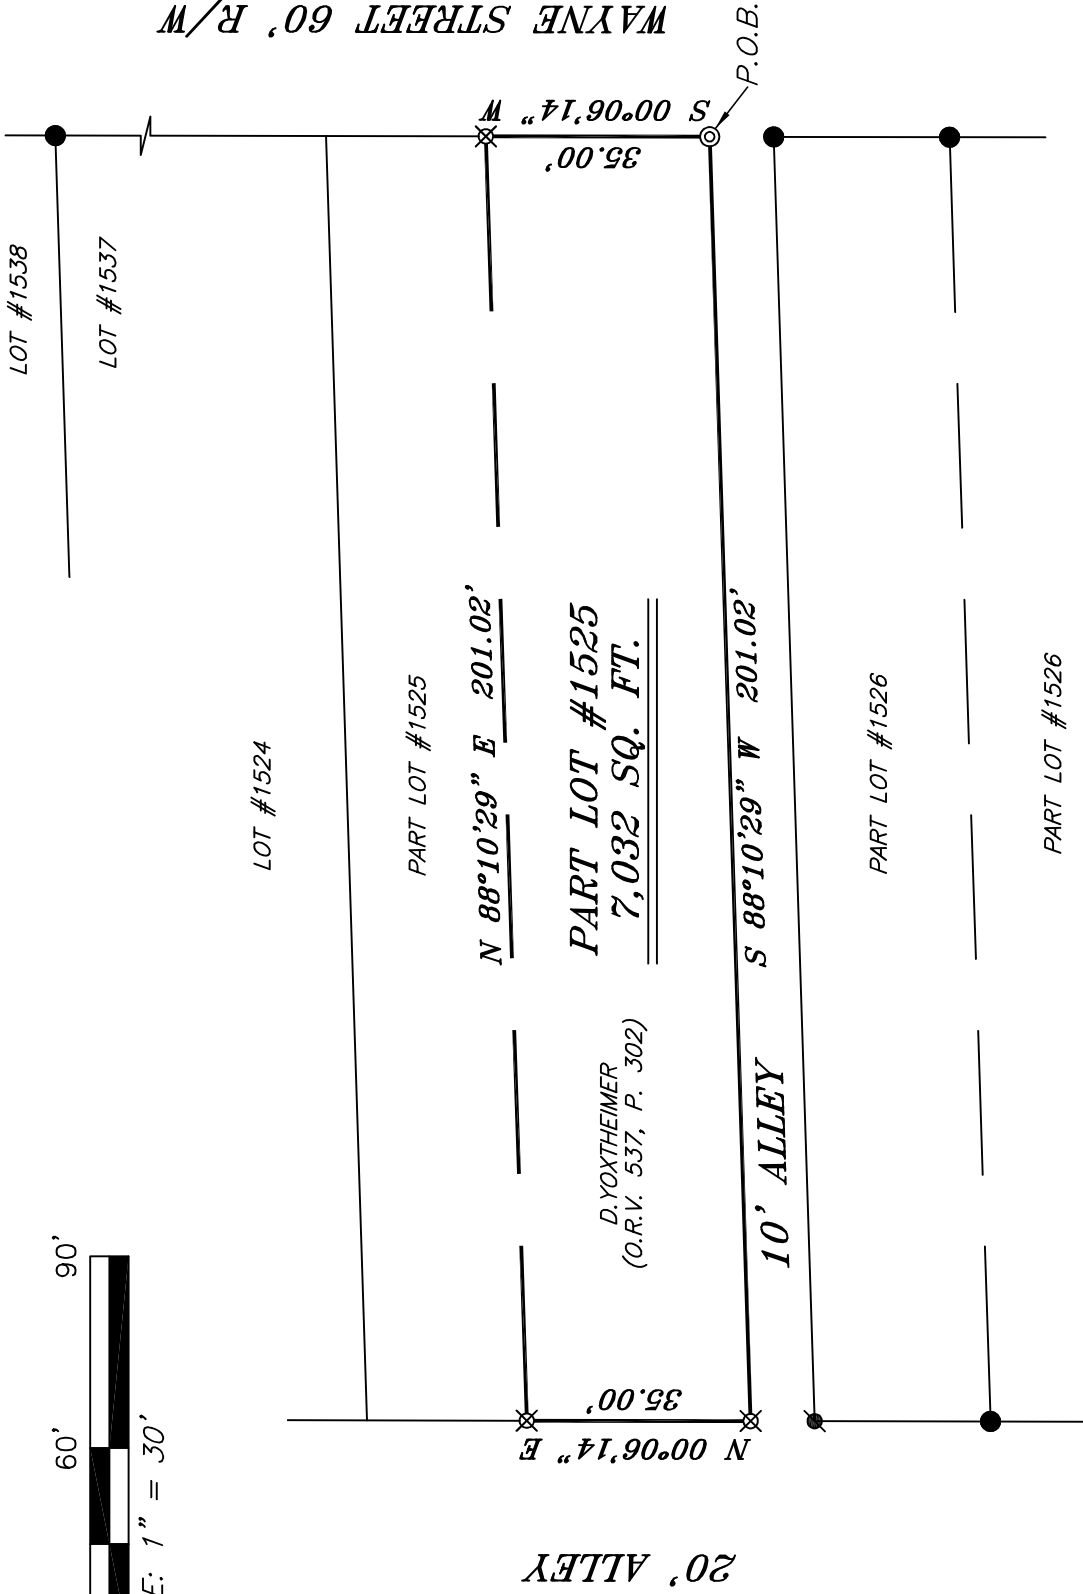 WAYNE STREET 60' R/W
P.O.B.
S 00°06'14" W
35.00'
LOT #1538
LOT #1537
LOT #1524
PART LOT #1525
N 88°10'29" E 201.02'
PART LOT #1525
7,032 SQ. FT.
D.YOXTHEIMER
(O.R.V. 537, P. 302)
S 88°10'29" W 201.02'
10' ALLEY
PART LOT #1526
PART LOT #1526
35.00'
N 00°06'14" E
20' ALLEY
60' 90'
E: 1" = 30'